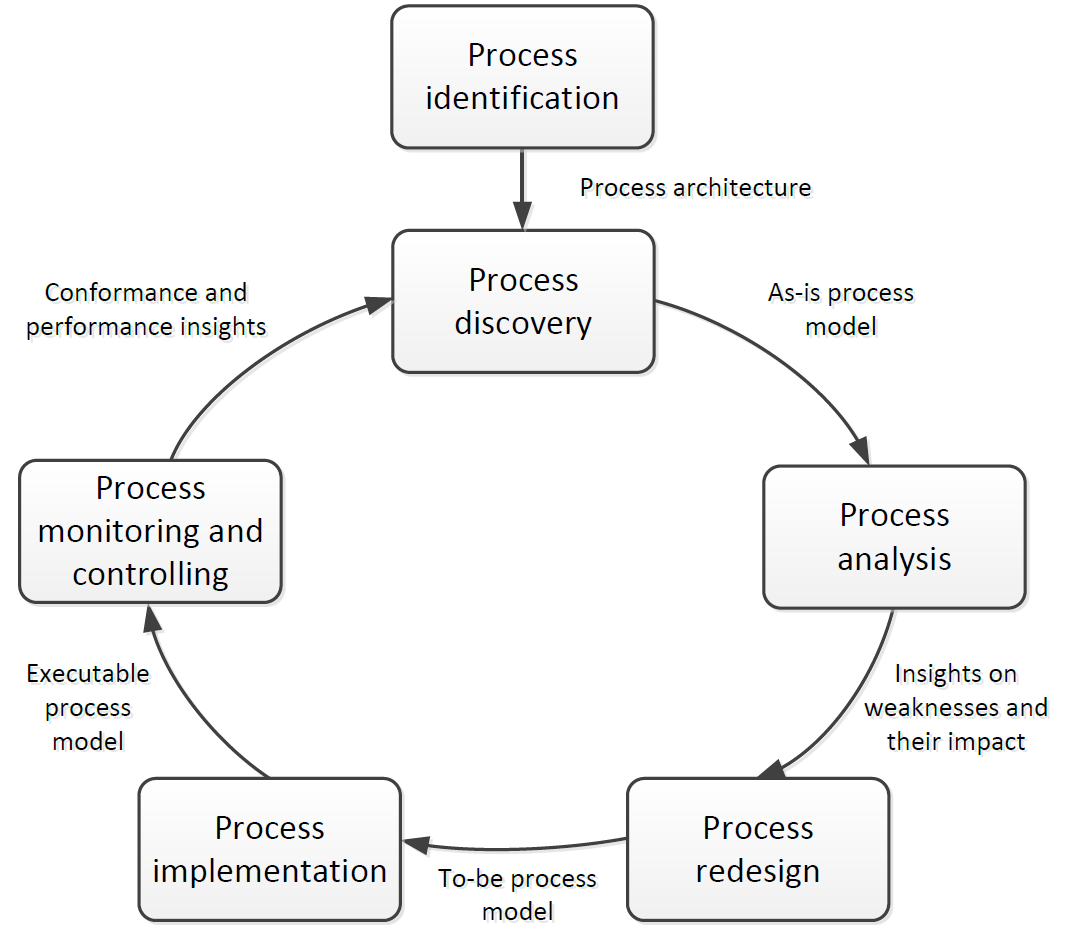 Process
identification
Process architecture
Process
discovery
Conformance and
performance insights
As-is process
model
Process
monitoring and
controlling
Process
analysis
Executable
process
model
Insights on
weaknesses and
their impact
Process
implementation
To-be process
model
Process
redesign